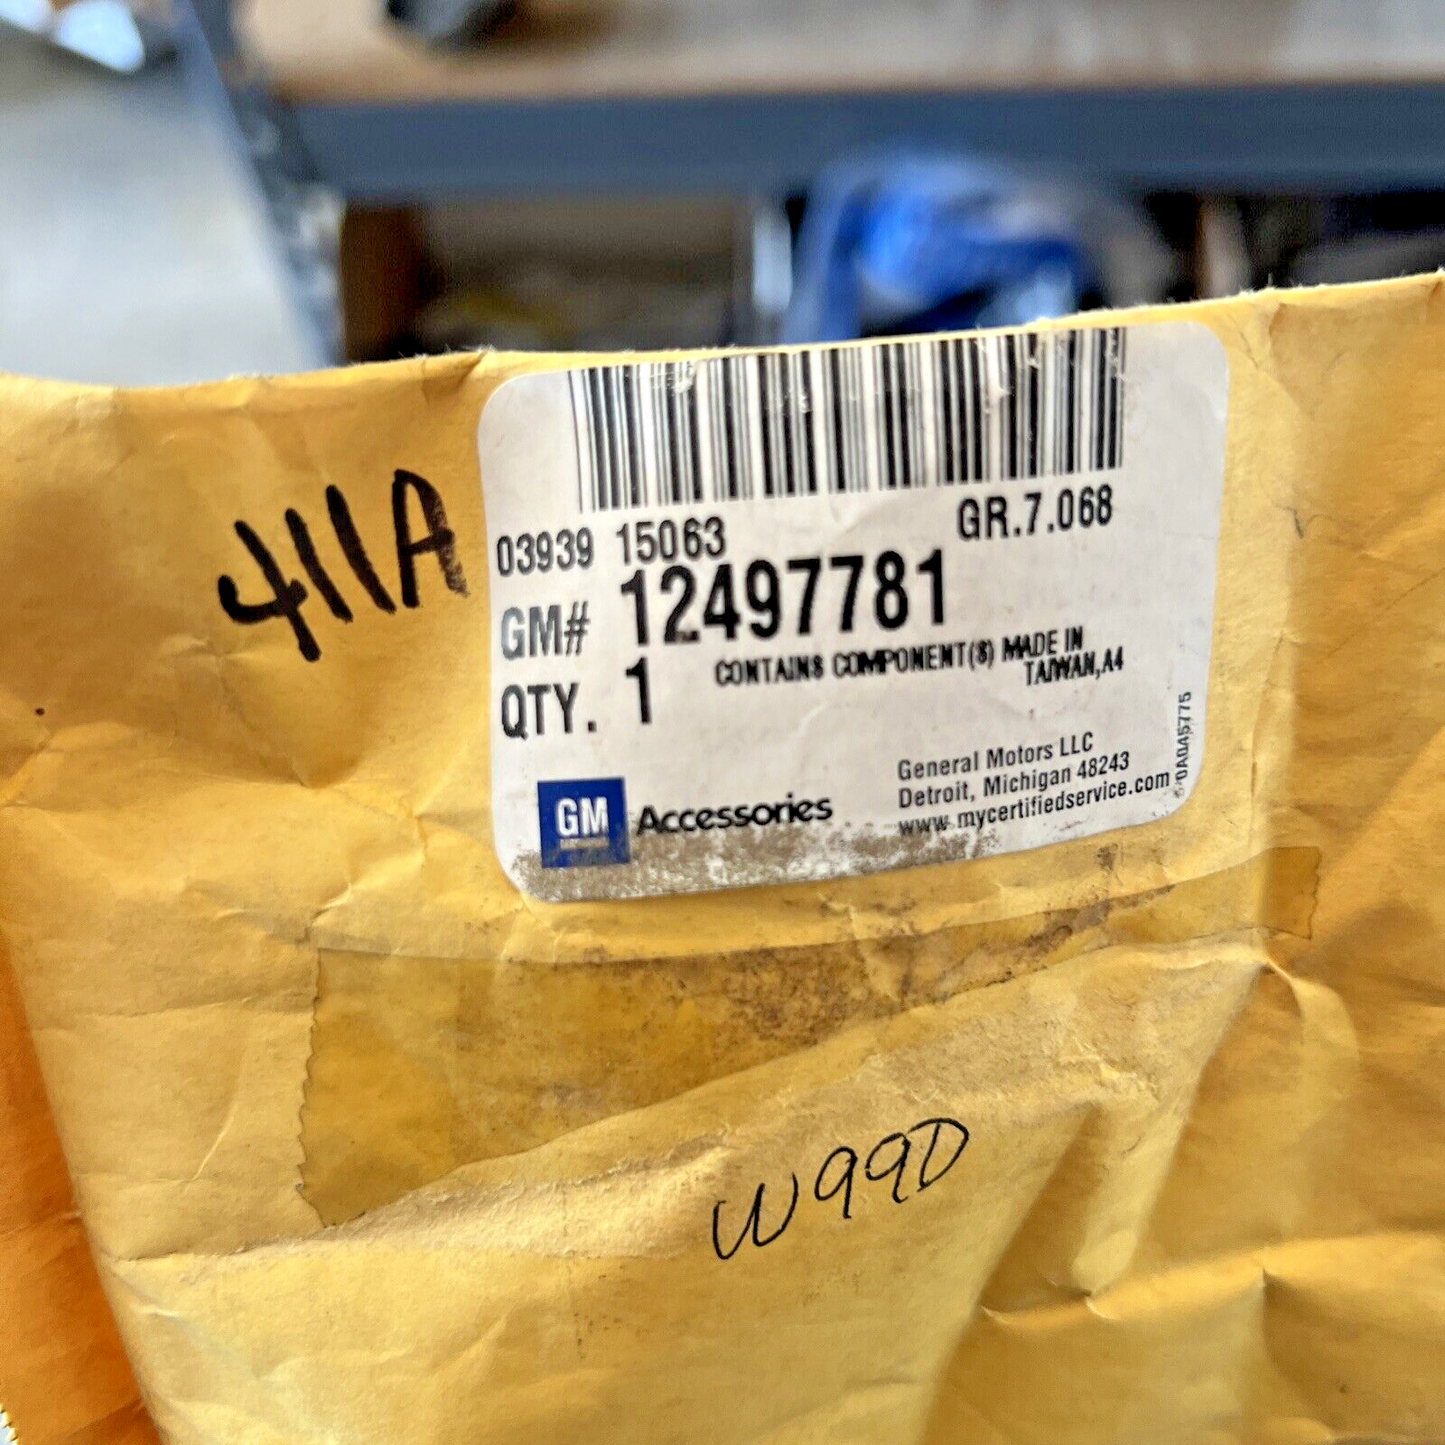 411A
03939 15063 GR.7.068
GM# 12497781
QTY. 1 CONTAINS COMPONENT(S) MADE IN
TAIWAN,A4
General Motors LLC
Detroit, Michigan 48243
www.mycertifiedservice.com
GM Accessories
W99D